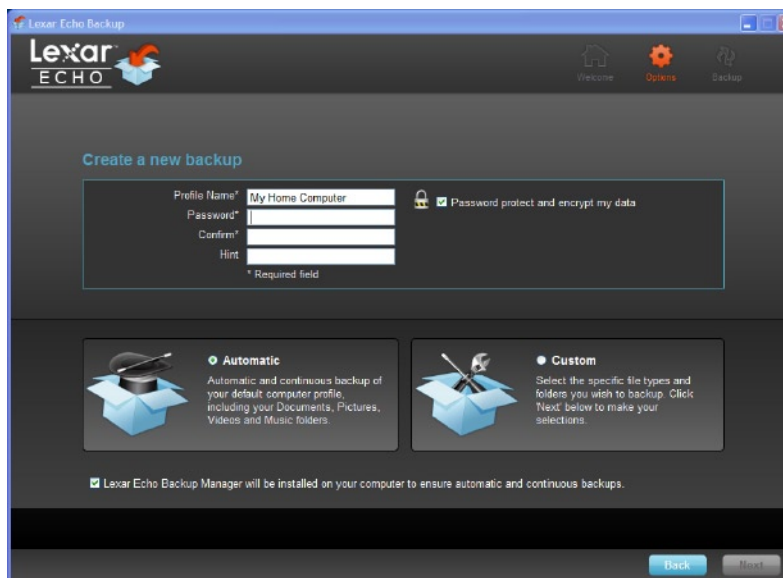 Lexar Echo Backup
Lexar
ECHO
Welcome
Options
Backup
Create a new backup
Profile Name*
My Home Computer
Password protect and encrypt my data
Password*
Confirm*
Hint
* Required field
Automatic
Automatic and continuous backup of
your default computer profile,
including your Documents, Pictures,
Videos and Music folders.
Custom
Select the specific file types and
folders you wish to backup. Click
'Next' below to make your
selections.
Lexar Echo Backup Manager will be installed on your computer to ensure automatic and continuous backups.
Back
Next